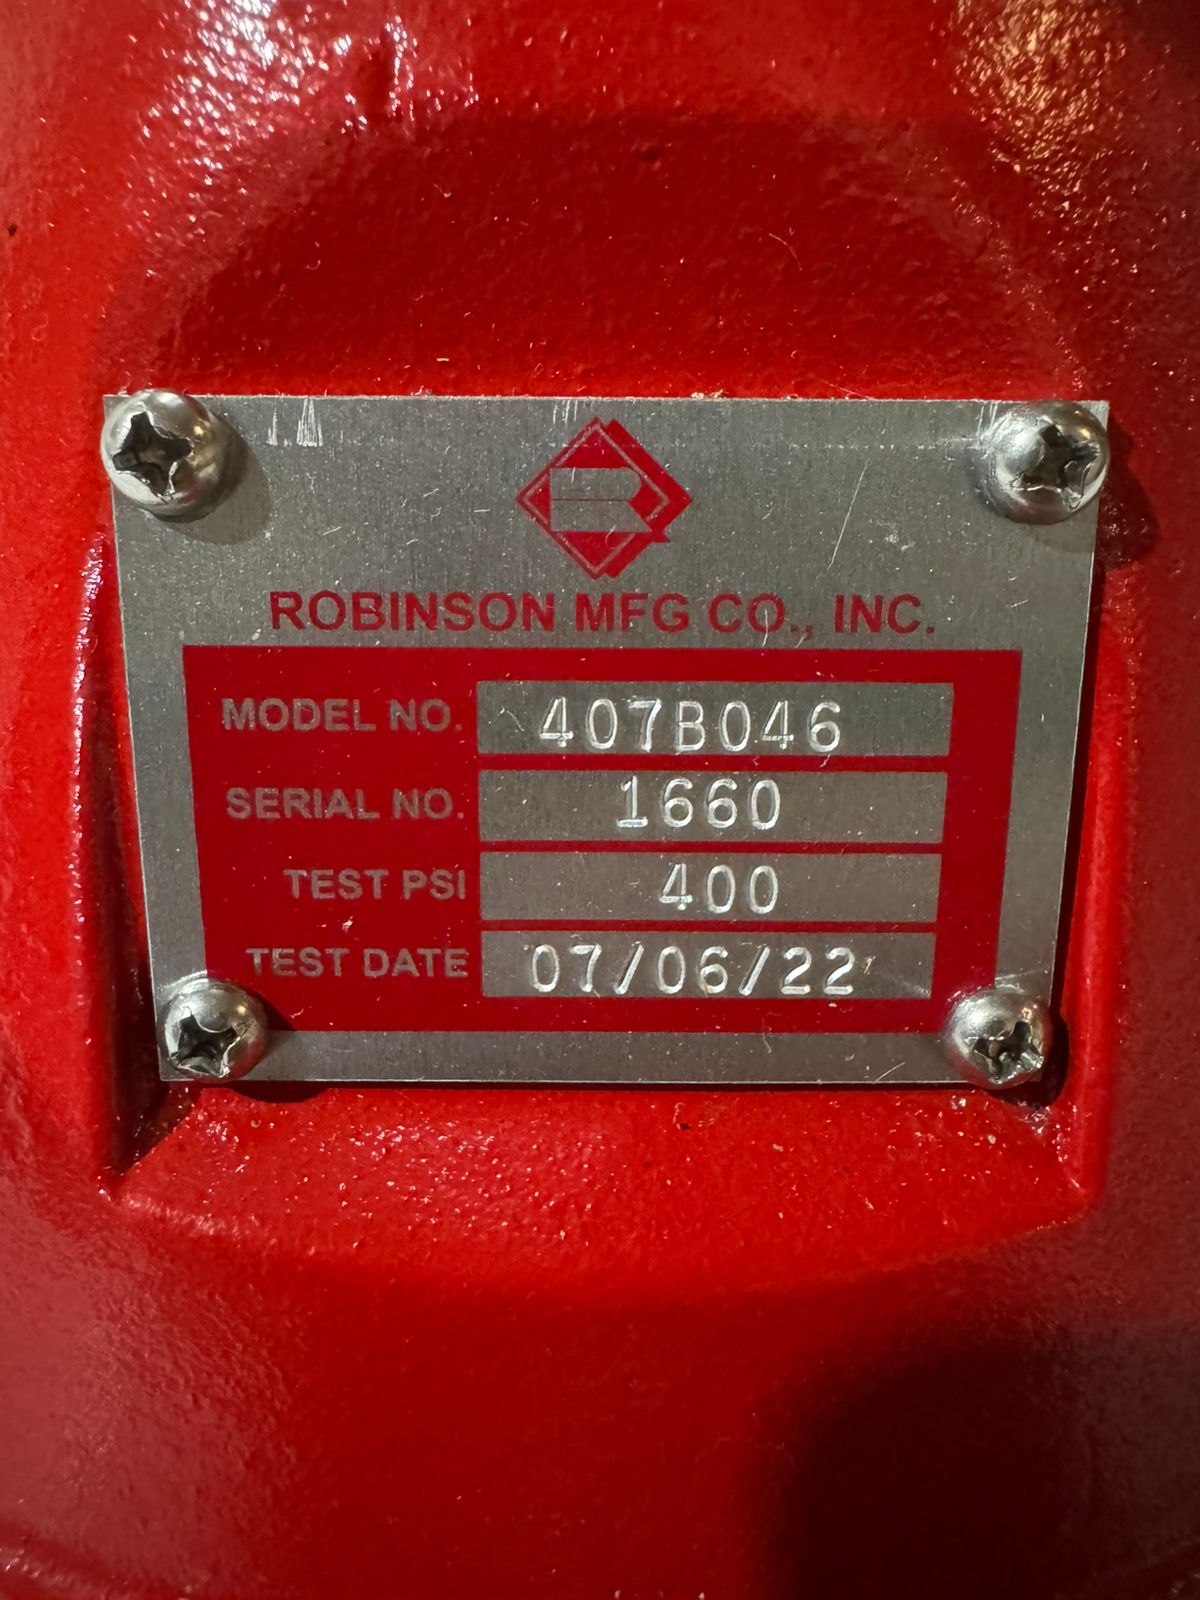 R
ROBINSON MFG CO., INC.
MODEL NO. 407B046
SERIAL NO. 1660
TEST PSI 400
TEST DATE 07/06/22